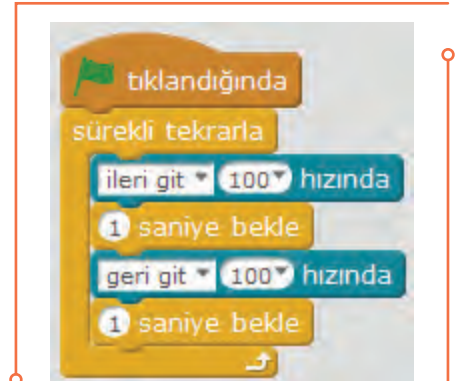 tıklandığında
sürekli tekrarla
ileri git 100 hızında
1 saniye bekle
geri git 100 hızında
1 saniye bekle